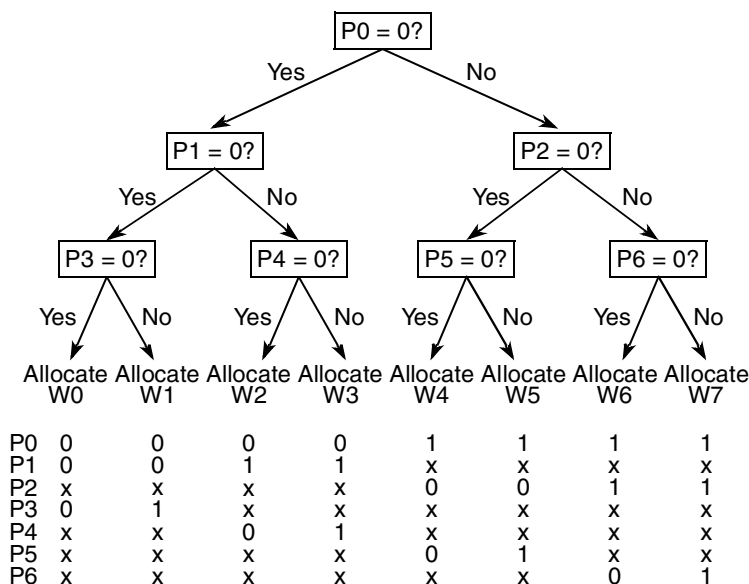 P0 = 0?
Yes No
P1 = 0? P2 = 0?
Yes No Yes No
P3 = 0? P4 = 0? P5 = 0? P6 = 0?
Yes No Yes No Yes No Yes No
Allocate Allocate Allocate Allocate Allocate Allocate Allocate Allocate
W0 W1 W2 W3 W4 W5 W6 W7
P0 0 0 0 0 1 1 1 1
P1 0 0 1 1 x x x x
P2 x x x x 0 0 1 1
P3 0 1 x x x x x x
P4 x x 0 1 x x x x
P5 x x x x 0 1 x x
P6 x x x x x x 0 1